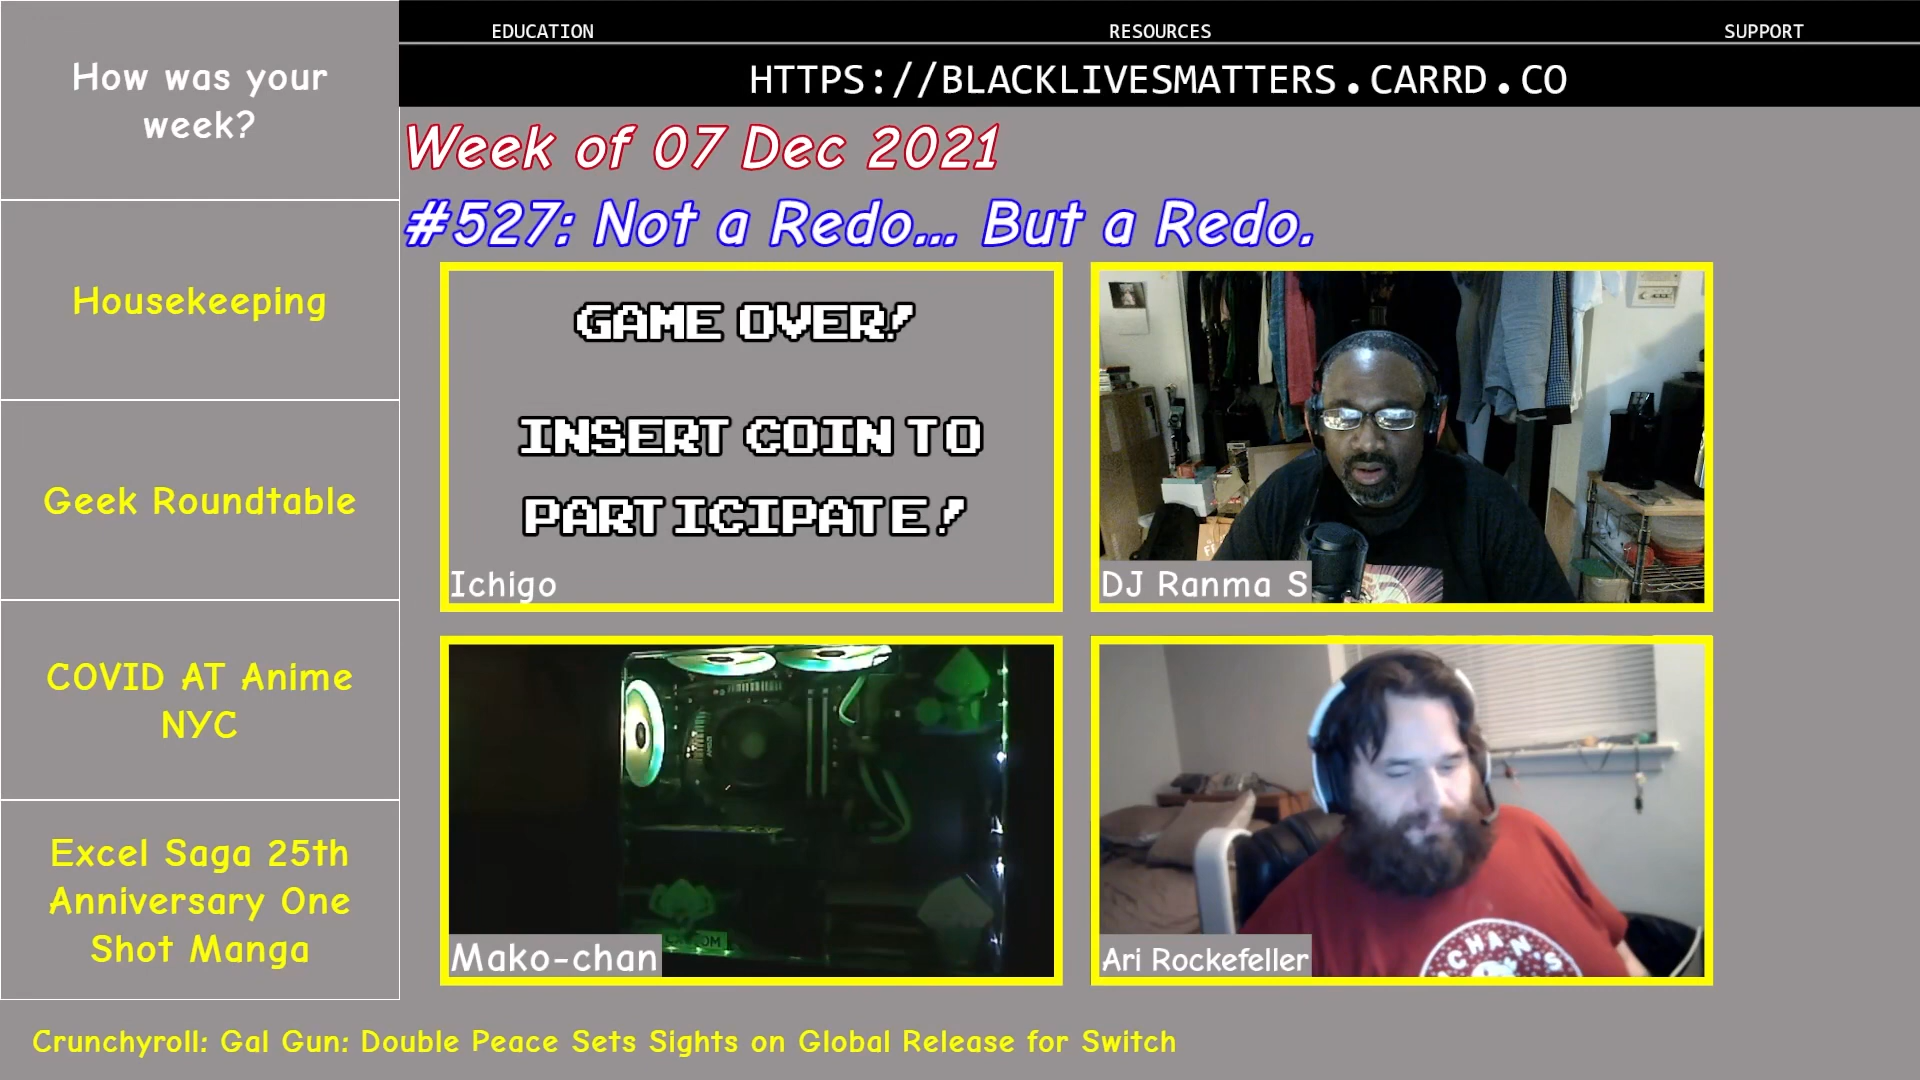 How was your
week?
Housekeeping
Geek Roundtable
COVID AT Anime
NYC
Excel Saga 25th
Anniversary One
Shot Manga
EDUCATION
RESOURCES
SUPPORT
HTTPS://BLACKLIVESMATTERS.CARRD.CO
Week of 07 Dec 2021
#527: Not a Redo... But a Redo.
GAME OVER!
INSERT COIN TO
PARTICIPATE!
Ichigo
DJ Ranma S
Mako-chan
Ari Rockefeller
Crunchyroll: Gal Gun: Double Peace Sets Sights on Global Release for Switch